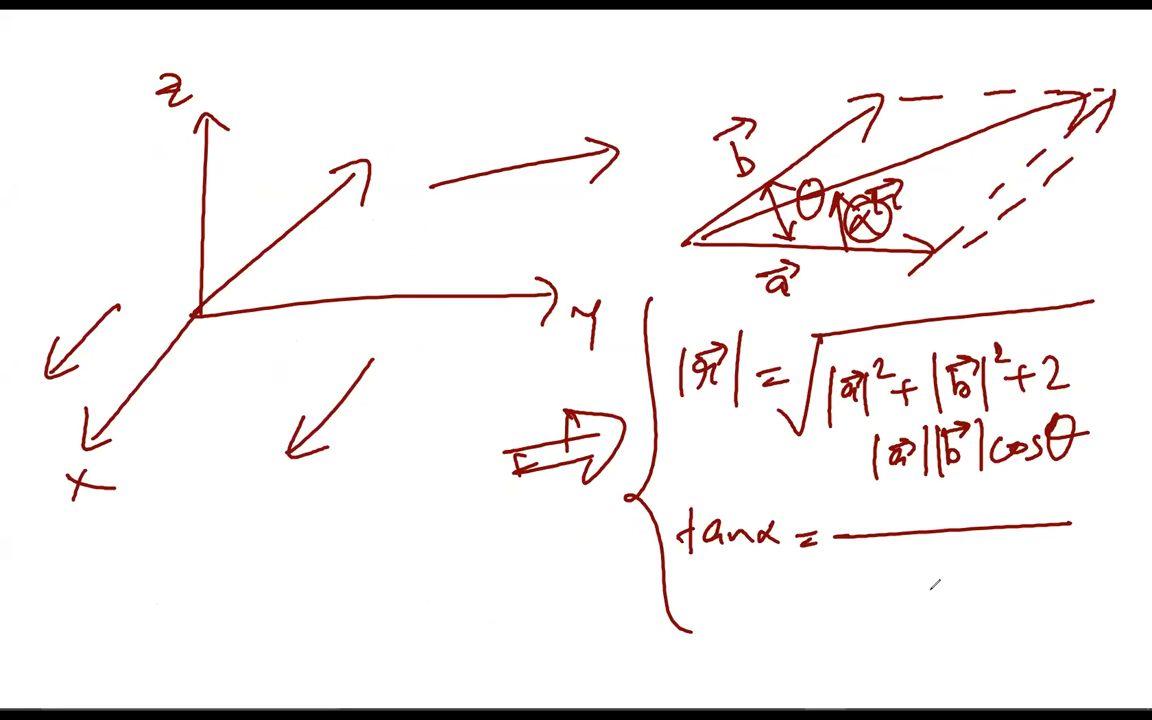 z
y
x
b⃗
θ
α
r⃗
a⃗
|r⃗| = √|a⃗|² + |b⃗|² + 2
|a⃗||b⃗|cosθ
tanα =